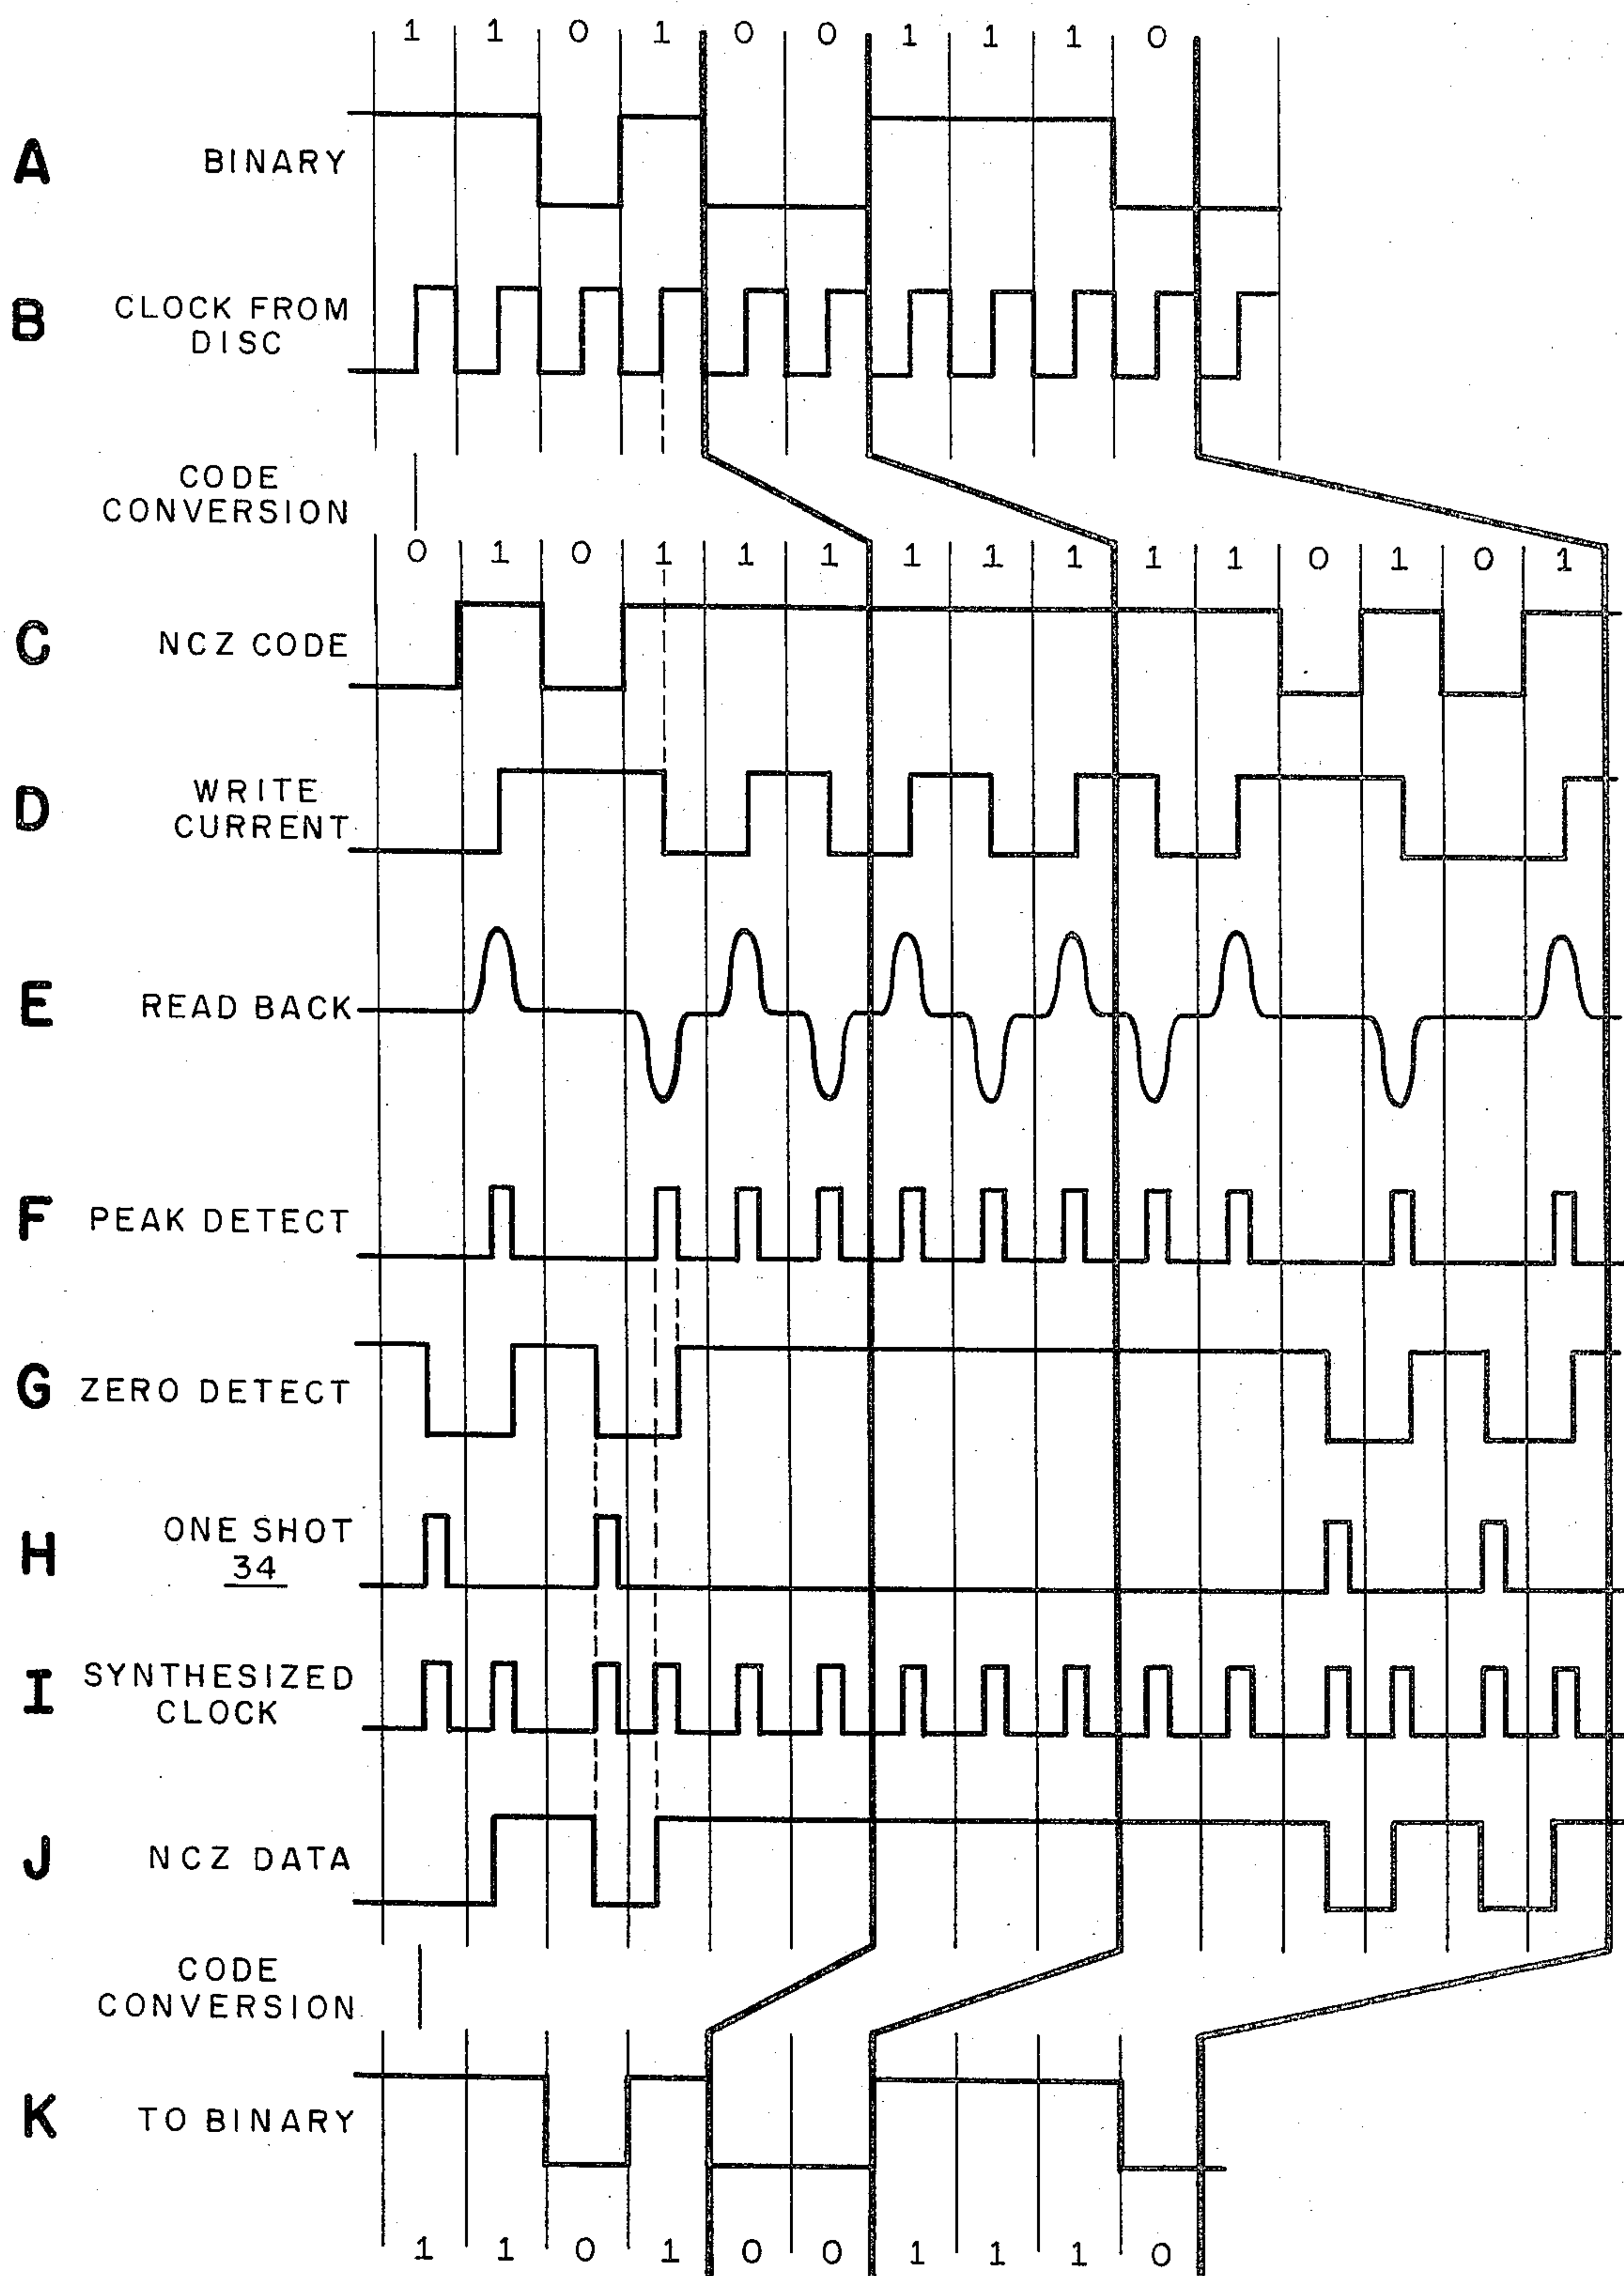 1 1 0 1 0 0 1 1 1 0
A BINARY
B CLOCK FROM
DISC
CODE
CONVERSION
0 1 0 1 1 1 1 1 1 1 1 0 1 0 1
C NCZ CODE
D WRITE
CURRENT
E READ BACK
F PEAK DETECT
G ZERO DETECT
H ONE SHOT
34
I SYNTHESIZED
CLOCK
J NCZ DATA
CODE
CONVERSION
K TO BINARY
1 1 0 1 0 0 1 1 1 0